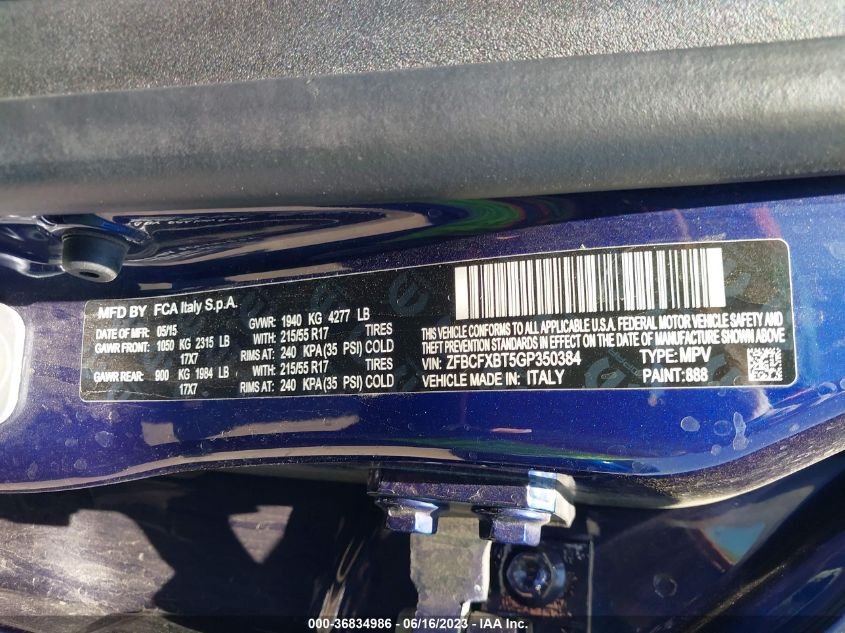 MFD BY FCA Italy S.p.A.
DATE OF MFD: 05/15 GVWR: 1940 KG 4277 LB
GAWR FRONT: 1050 KG 2315 LB WITH: 215/55 R17 TIRES
17X7 RIMS AT: 240 KPA (35 PSI) COLD
GAWR REAR: 900 KG 1984 LB WITH: 215/55 R17 TIRES
17X7 RIMS AT: 240 KPA (35 PSI) COLD
THIS VEHICLE CONFORMS TO ALL APPLICABLE U.S.A. FEDERAL MOTOR VEHICLE SAFETY AND
THEFT PREVENTION STANDARDS IN EFFECT ON THE DATE OF MANUFACTURE SHOWN ABOVE.
VIN: ZFBCFXBT5GP350384 TYPE: MPV
VEHICLE MADE IN: ITALY PAINT: 888
000-36834986 - 06/16/2023 - IAA Inc.